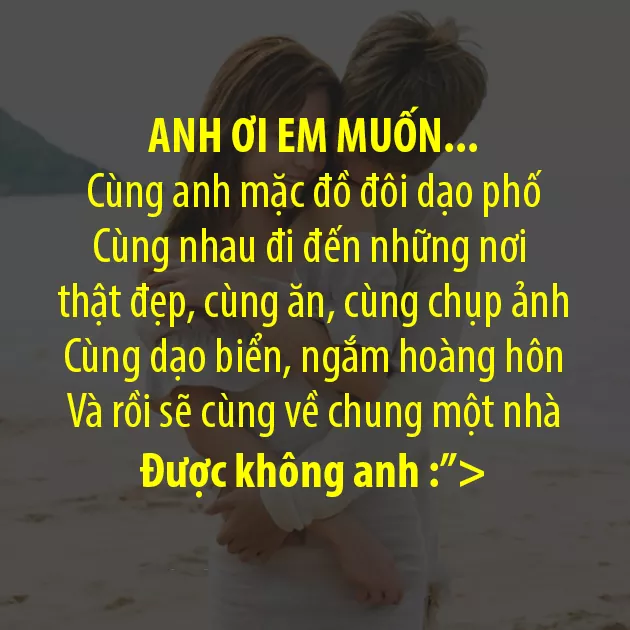 ANH ƠI EM MUỐN...
Cùng anh mặc đồ đôi dạo phố
Cùng nhau đi đến những nơi
thật đẹp, cùng ăn, cùng chụp ảnh
Cùng dạo biển, ngắm hoàng hôn
Và rồi sẽ cùng về chung một nhà
Được không anh :”>